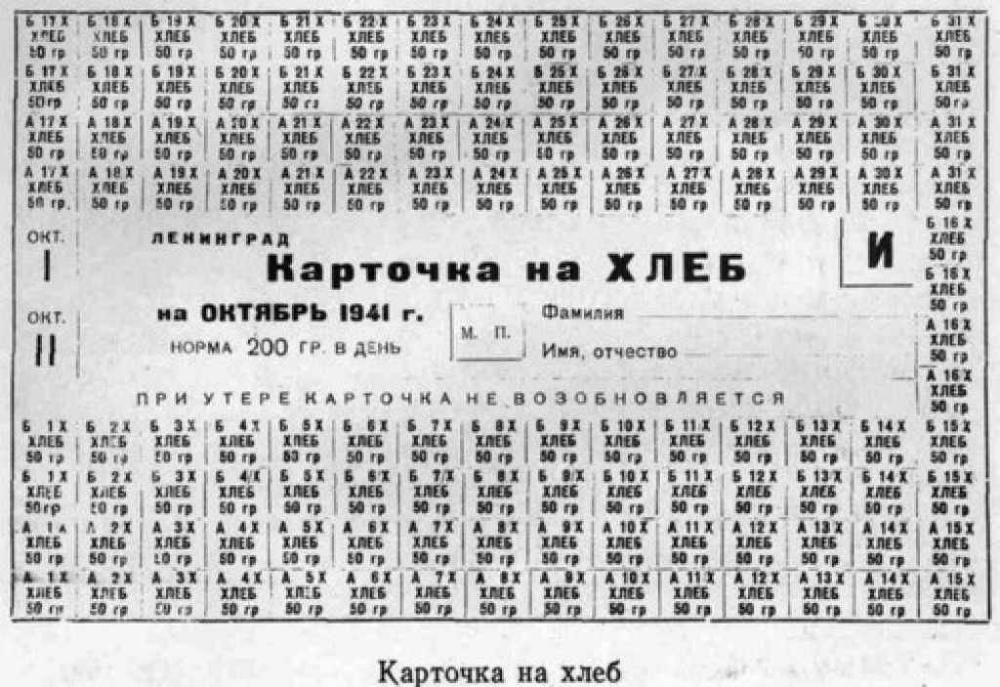 Б 17 X Б 18 X Б 19 X Б 20 X Б 21 X Б 22 X Б 23 X Б 24 X Б 25 X Б 26 X Б 27 X Б 28 X Б 29 X Б 30 X Б 31 X
ХЛЕБ ХЛЕБ ХЛЕБ ХЛЕБ ХЛЕБ ХЛЕБ ХЛЕБ ХЛЕБ ХЛЕБ ХЛЕБ ХЛЕБ ХЛЕБ ХЛЕБ ХЛЕБ ХЛЕБ
50 гр 50 гр 50 гр 50 гр 50 гр 50 гр 50 гр 50 гр 50 гр 50 гр 50 гр 50 гр 50 гр 50 гр 50 гр
Б 17 X Б 18 X Б 19 X Б 20 X Б 21 X Б 22 X Б 23 X Б 24 X Б 25 X Б 26 X Б 27 X Б 28 X Б 29 X Б 30 X Б 31 X
ХЛЕБ ХЛЕБ ХЛЕБ ХЛЕБ ХЛЕБ ХЛЕБ ХЛЕБ ХЛЕБ ХЛЕБ ХЛЕБ ХЛЕБ ХЛЕБ ХЛЕБ ХЛЕБ ХЛЕБ
50 гр 50 гр 50 гр 50 гр 50 гр 50 гр 50 гр 50 гр 50 гр 50 гр 50 гр 50 гр 50 гр 50 гр 50 гр
А 17 X А 18 X А 19 X А 20 X А 21 X А 22 X А 23 X А 24 X А 25 X А 26 X А 27 X А 28 X А 29 X А 30 X А 31 X
ХЛЕБ ХЛЕБ ХЛЕБ ХЛЕБ ХЛЕБ ХЛЕБ ХЛЕБ ХЛЕБ ХЛЕБ ХЛЕБ ХЛЕБ ХЛЕБ ХЛЕБ ХЛЕБ ХЛЕБ
50 гр 50 гр 50 гр 50 гр 50 гр 50 гр 50 гр 50 гр 50 гр 50 гр 50 гр 50 гр 50 гр 50 гр 50 гр
А 17 X А 18 X А 19 X А 20 X А 21 X А 22 X А 23 X А 24 X А 25 X А 26 X А 27 X А 28 X А 29 X А 30 X А 31 X
ХЛЕБ ХЛЕБ ХЛЕБ ХЛЕБ ХЛЕБ ХЛЕБ ХЛЕБ ХЛЕБ ХЛЕБ ХЛЕБ ХЛЕБ ХЛЕБ ХЛЕБ ХЛЕБ ХЛЕБ
50 гр. 50 гр 50 гр 50 гр 50 гр 50 гр 50 гр 50 гр 50 гр 50 гр 50 гр 50 гр 50 гр 50 гр 50 гр
ОКТ.
I
ОКТ.
II
ЛЕНИНГРАД
Карточка на ХЛЕБ
на ОКТЯБРЬ 1941 г.
НОРМА 200 ГР. В ДЕНЬ
М. П.
Фамилия
Имя, отчество
И
Б 16 X
ХЛЕБ
50 гр
Б 16 X
ХЛЕБ
50 гр
А 16 X
ХЛЕБ
50 гр
А 16 X
ХЛЕБ
50 гр
ПРИ УТЕРЕ КАРТОЧКА НЕ ВОЗОБНОВЛЯЕТСЯ
Б 1 X Б 2 X Б 3 X Б 4 X Б 5 X Б 6 X Б 7 X Б 8 X Б 9 X Б 10 X Б 11 X Б 12 X Б 13 X Б 14 X Б 15 X
ХЛЕБ ХЛЕБ ХЛЕБ ХЛЕБ ХЛЕБ ХЛЕБ ХЛЕБ ХЛЕБ ХЛЕБ ХЛЕБ ХЛЕБ ХЛЕБ ХЛЕБ ХЛЕБ ХЛЕБ
50 гр 50 гр 50 гр 50 гр 50 гр 50 гр 50 гр 50 гр 50 гр 50 гр 50 гр 50 гр 50 гр 50 гр 50 гр
Б 1 X Б 2 X Б 3 X Б 4 X Б 5 X Б 6 X Б 7 X Б 8 X Б 9 X Б 10 X Б 11 X Б 12 X Б 13 X Б 14 X Б 15 X
ХЛЕБ ХЛЕБ ХЛЕБ ХЛЕБ ХЛЕБ ХЛЕБ ХЛЕБ ХЛЕБ ХЛЕБ ХЛЕБ ХЛЕБ ХЛЕБ ХЛЕБ ХЛЕБ ХЛЕБ
50 гр 50 гр 50 гр 50 гр 50 гр 50 гр 50 гр 50 гр 50 гр 50 гр 50 гр 50 гр 50 гр 50 гр 50 гр
А 1 X А 2 X А 3 X А 4 X А 5 X А 6 X А 7 X А 8 X А 9 X А 10 X А 11 X А 12 X А 13 X А 14 X А 15 X
ХЛЕБ ХЛЕБ ХЛЕБ ХЛЕБ ХЛЕБ ХЛЕБ ХЛЕБ ХЛЕБ ХЛЕБ ХЛЕБ ХЛЕБ ХЛЕБ ХЛЕБ ХЛЕБ ХЛЕБ
50 гр 50 гр 50 гр 50 гр 50 гр 50 гр 50 гр 50 гр 50 гр 50 гр 50 гр 50 гр 50 гр 50 гр 50 гр
А 1 X А 2 X А 3 X А 4 X А 5 X А 6 X А 7 X А 8 X А 9 X А 10 X А 11 X А 12 X А 13 X А 14 X А 15 X
ХЛЕБ ХЛЕБ ХЛЕБ ХЛЕБ ХЛЕБ ХЛЕБ ХЛЕБ ХЛЕБ ХЛЕБ ХЛЕБ ХЛЕБ ХЛЕБ ХЛЕБ ХЛЕБ ХЛЕБ
50 гр 50 гр 50 гр 50 гр 50 гр 50 гр 50 гр 50 гр 50 гр 50 гр 50 гр 50 гр 50 гр 50 гр 50 гр
Карточка на хлеб